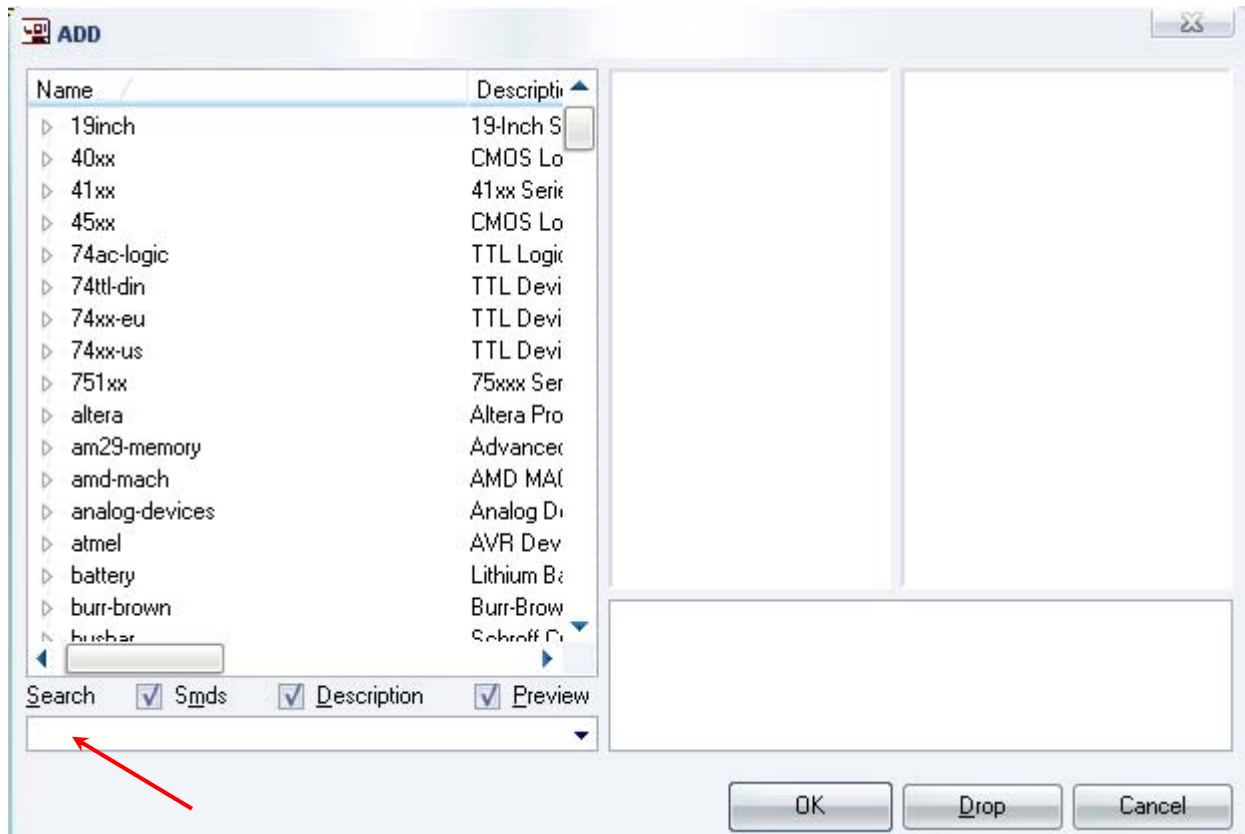 ADD
Name Descripti
19inch 19-Inch S
40xx CMOS Lo
41xx 41xx Serie
45xx CMOS Lo
74ac-logic TTL Logic
74ttl-din TTL Devi
74xx-eu TTL Devi
74xx-us TTL Devi
751xx 75xxx Ser
altera Altera Pro
am29-memory Advanced
amd-mach AMD MAC
analog-devices Analog D
atmel AVR Dev
battery Lithium Ba
burr-brown Burr-Brow
busbar Schroff C
Search Smds Description Preview
OK Drop Cancel